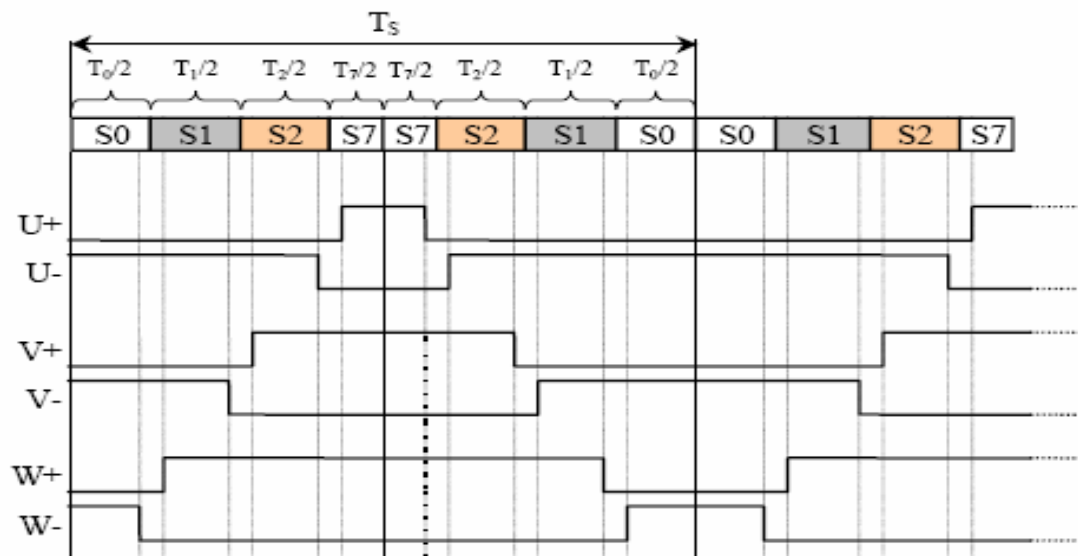 T_S
T₀/2 T₁/2 T₂/2 T₇/2 T₇/2 T₂/2 T₁/2 T₀/2
S0 S1 S2 S7 S7 S2 S1 S0 S0 S1 S2 S7
U+
U-
V+
V-
W+
W-